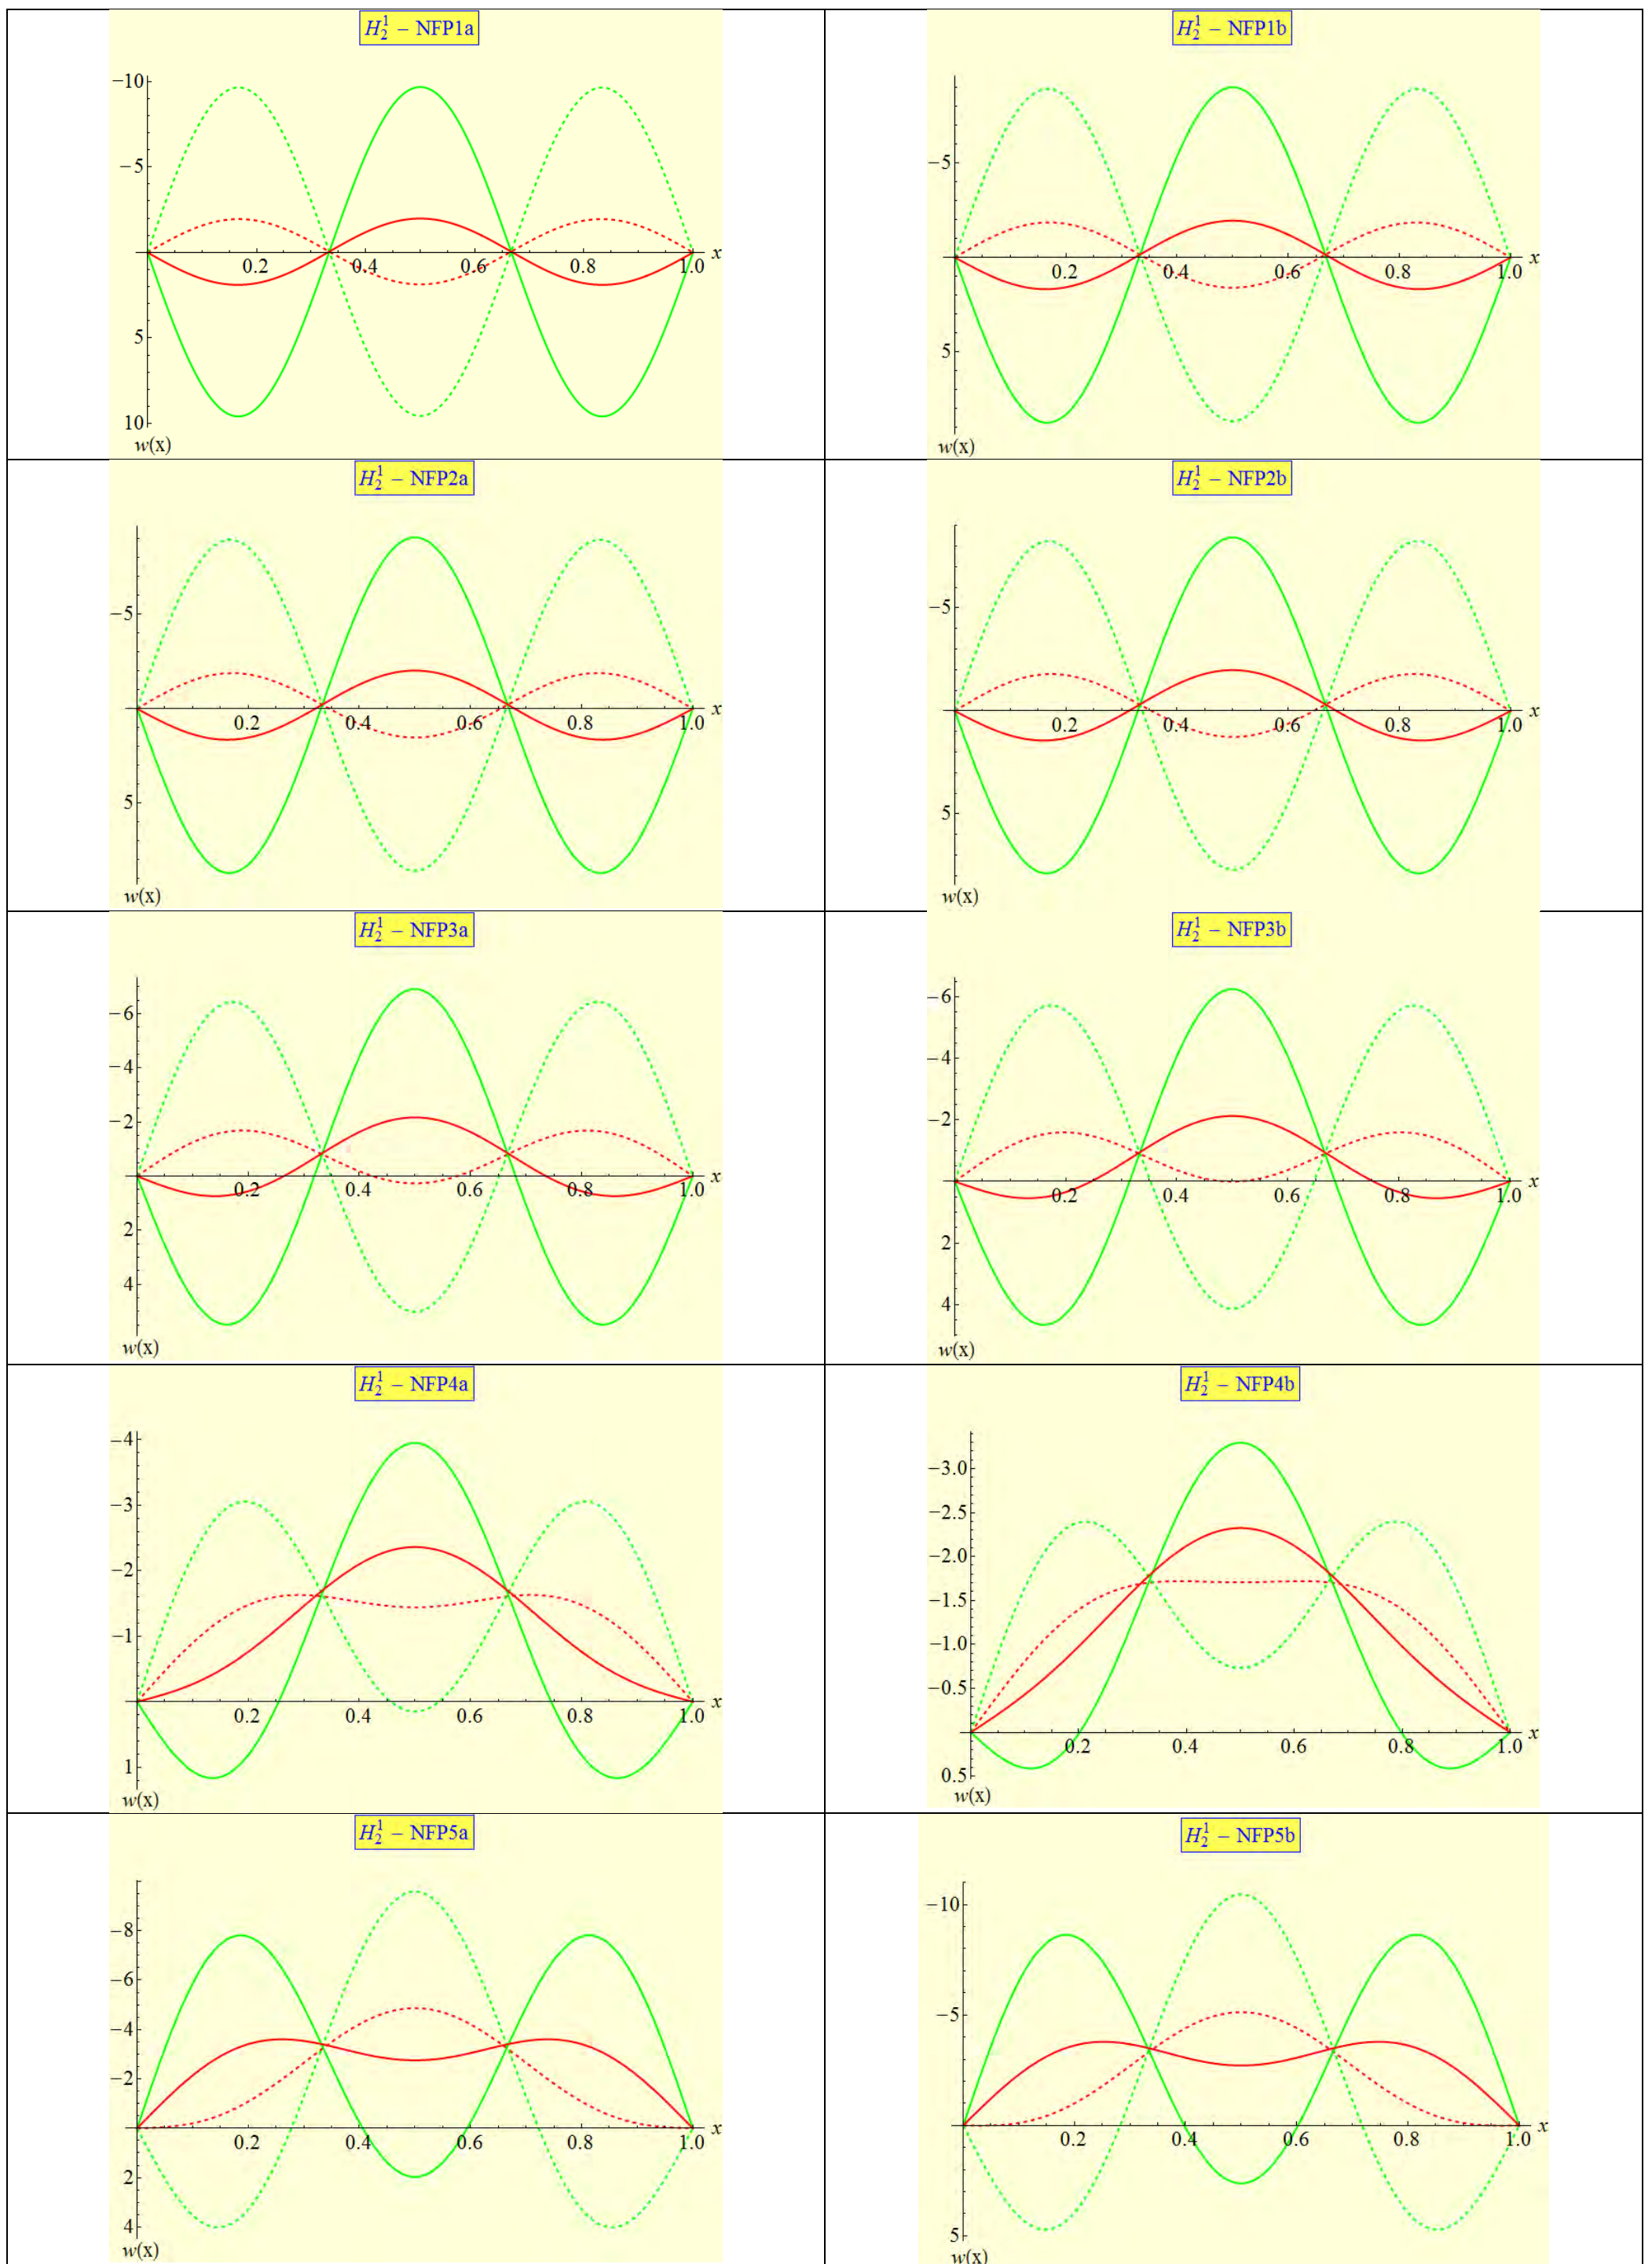 H₂¹ – NFP1a
−10
−5
0.2 0.4 0.6 0.8 1.0 x
5
10
w(x)
H₂¹ – NFP1b
−5
0.2 0.4 0.6 0.8 1.0 x
5
w(x)
H₂¹ – NFP2a
−5
0.2 0.4 0.6 0.8 1.0 x
5
w(x)
H₂¹ – NFP2b
−5
0.2 0.4 0.6 0.8 1.0 x
5
w(x)
H₂¹ – NFP3a
−6
−4
−2
0.2 0.4 0.6 0.8 1.0 x
2
4
w(x)
H₂¹ – NFP3b
−6
−4
−2
0.2 0.4 0.6 0.8 1.0 x
2
4
w(x)
H₂¹ – NFP4a
−4
−3
−2
−1
0.2 0.4 0.6 0.8 1.0 x
1
w(x)
H₂¹ – NFP4b
−3.0
−2.5
−2.0
−1.5
−1.0
−0.5
0.2 0.4 0.6 0.8 1.0 x
0.5
w(x)
H₂¹ – NFP5a
−8
−6
−4
−2
0.2 0.4 0.6 0.8 1.0 x
2
4
w(x)
H₂¹ – NFP5b
−10
−5
0.2 0.4 0.6 0.8 1.0 x
5
w(x)